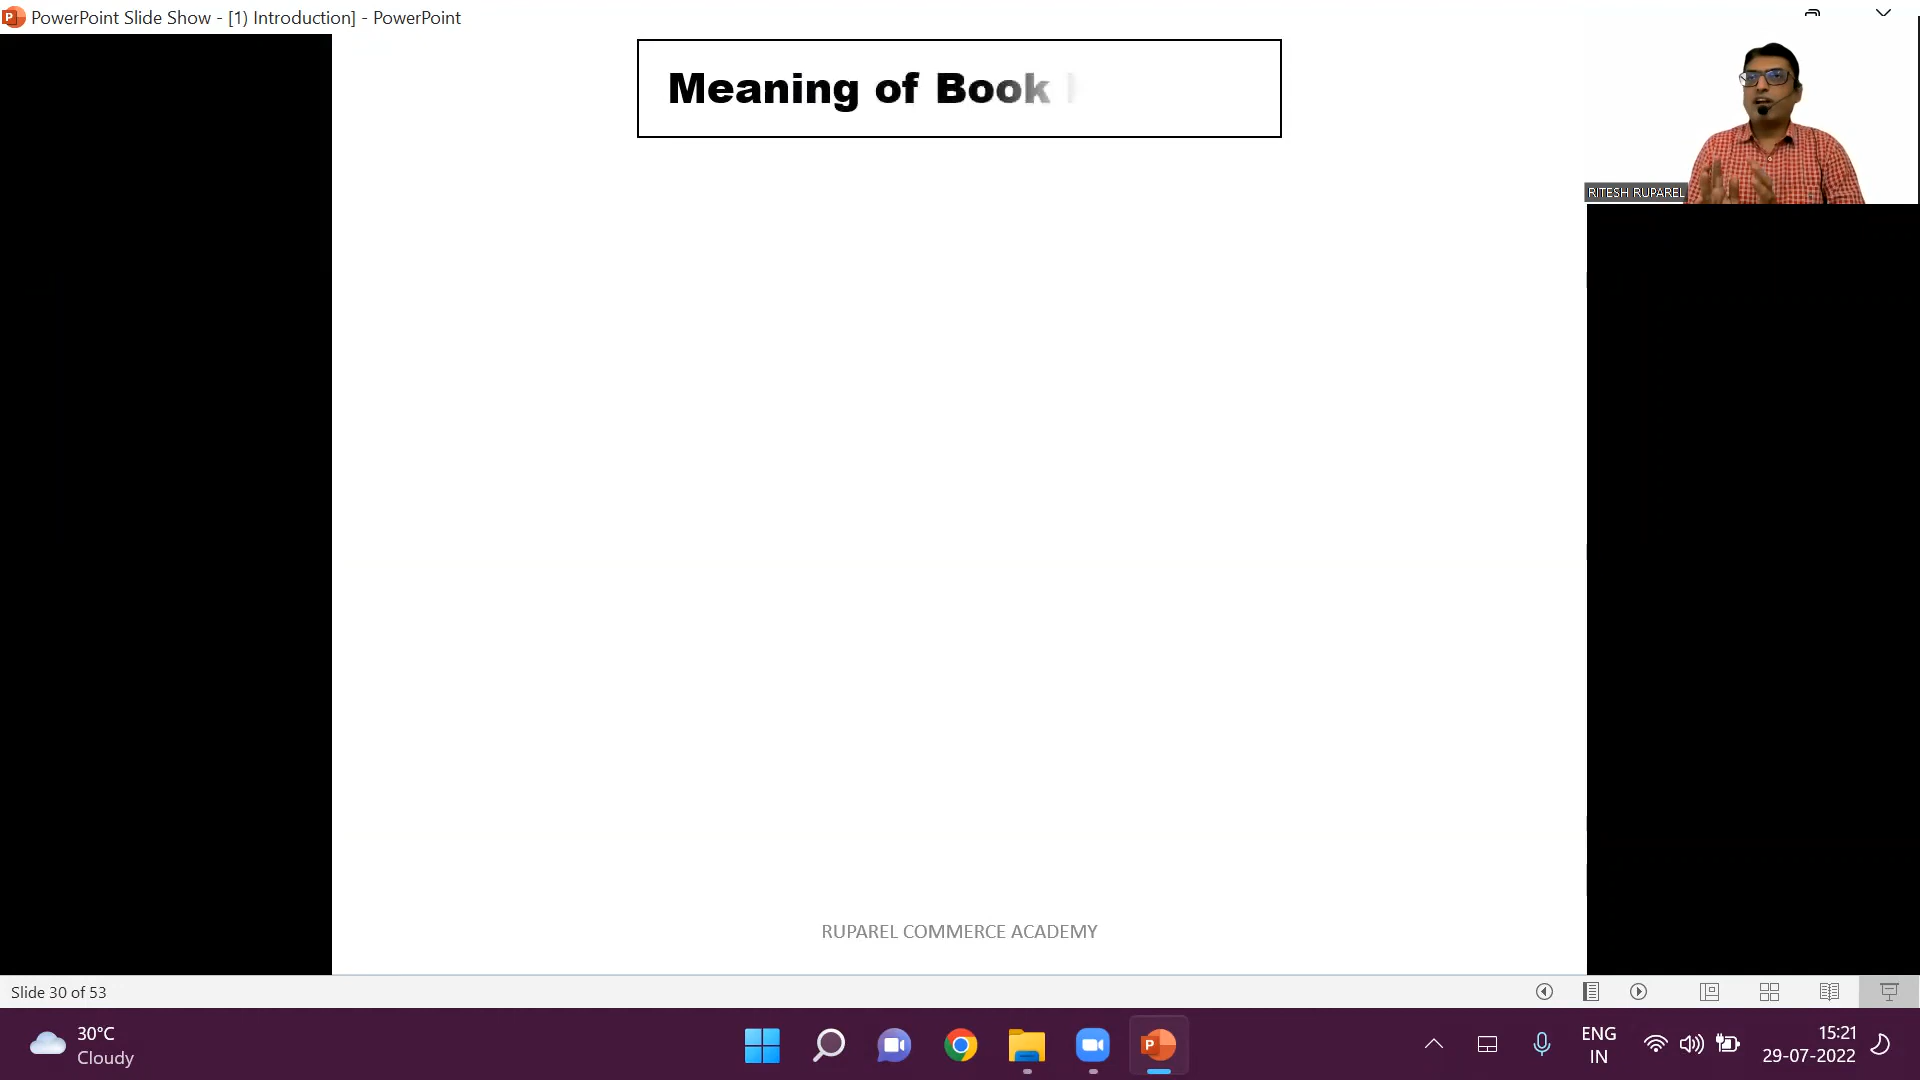 PowerPoint Slide Show - [1) Introduction] - PowerPoint
Meaning of Book
RITESH RUPAREL
RUPAREL COMMERCE ACADEMY
Slide 30 of 53
30°C
Cloudy
ENG
IN
15:21
29-07-2022